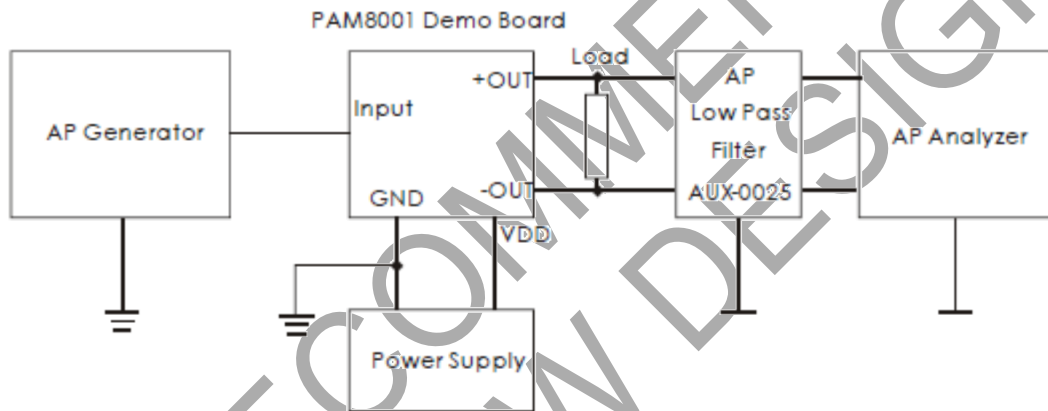 PAM8001 Demo Board
AP Generator
Input
+OUT
-OUT
GND
VDD
Load
AP
Low Pass
Filter
AUX-0025
AP Analyzer
Power Supply